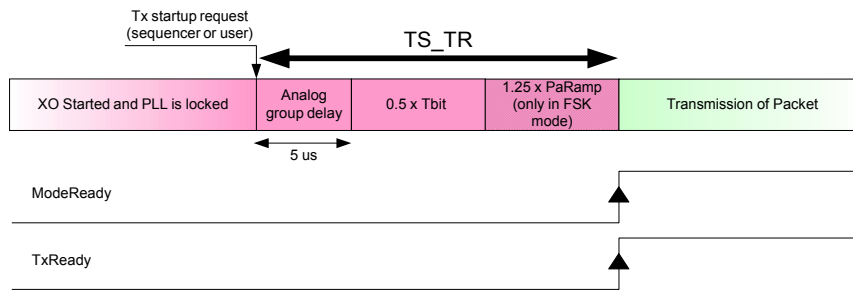 Tx startup request
(sequencer or user)
TS_TR
XO Started and PLL is locked
Analog
group delay
0.5 x Tbit
1.25 x PaRamp
(only in FSK
mode)
Transmission of Packet
5 us
ModeReady
TxReady